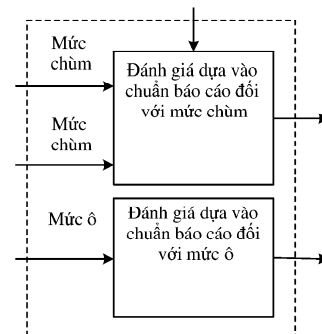 Mức
chùm
Đánh giá dựa vào
chuẩn báo cáo đối
với mức chùm
Mức
chùm
Mức ô
Đánh giá dựa vào
chuẩn báo cáo đối
với mức ô